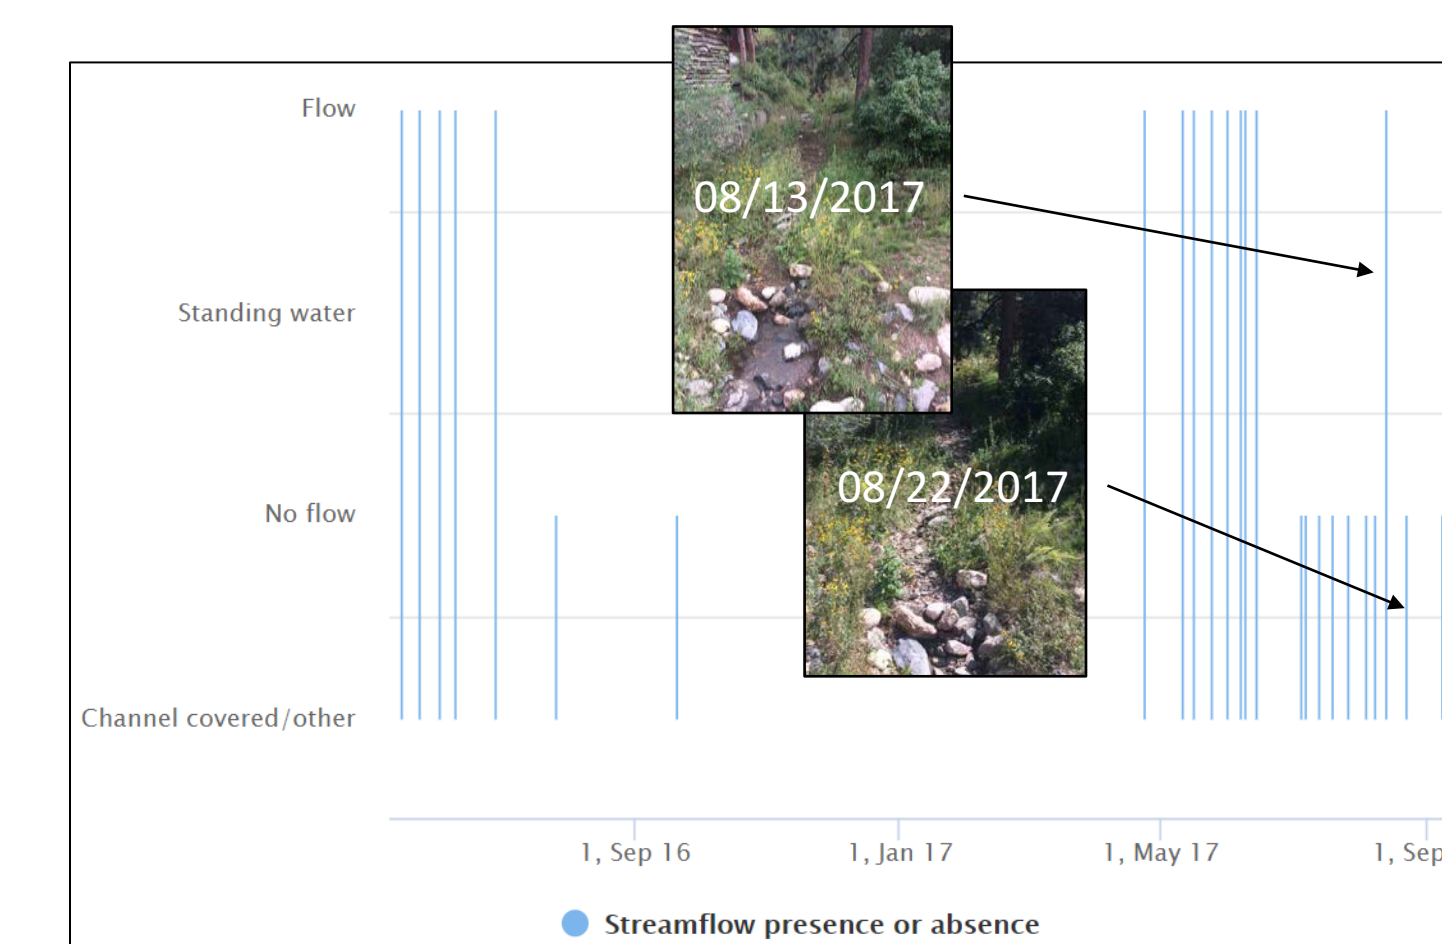 Flow
08/13/2017
Standing water
08/22/2017
No flow
Channel covered/other
1, Sep 16
1, Jan 17
1, May 17
1, Sep
Streamflow presence or absence